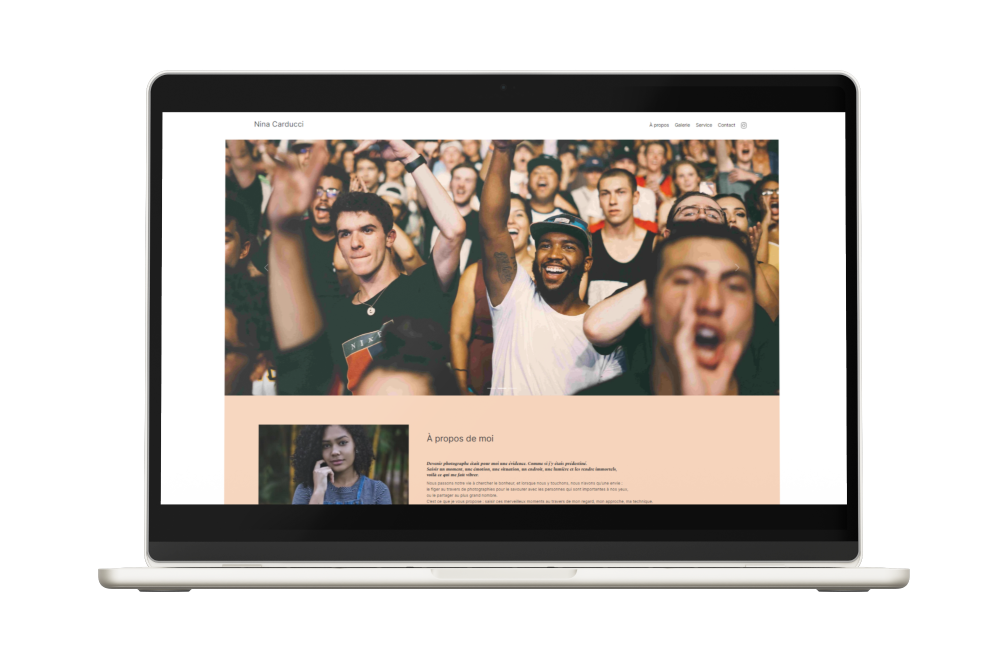 Nina Carducci
À propos Galerie Service Contact
NIKE
À propos de moi
Devenir photographe était pour moi une évidence. Comme si j'y étais prédestinée.
Saisir un moment, une émotion, une situation, un endroit, une lumière et les rendre immortels,
voilà ce qui me fait vibrer.
Nous passons notre vie à chercher le bonheur, et lorsque nous y touchons, nous n'avons qu'une envie :
le figer au travers de photographies pour le savourer avec les personnes qui sont importantes à nos yeux,
ou le partager au plus grand nombre.
C'est ce que je vous propose : saisir ces merveilleux moments au travers de mon regard, mon approche, ma technique